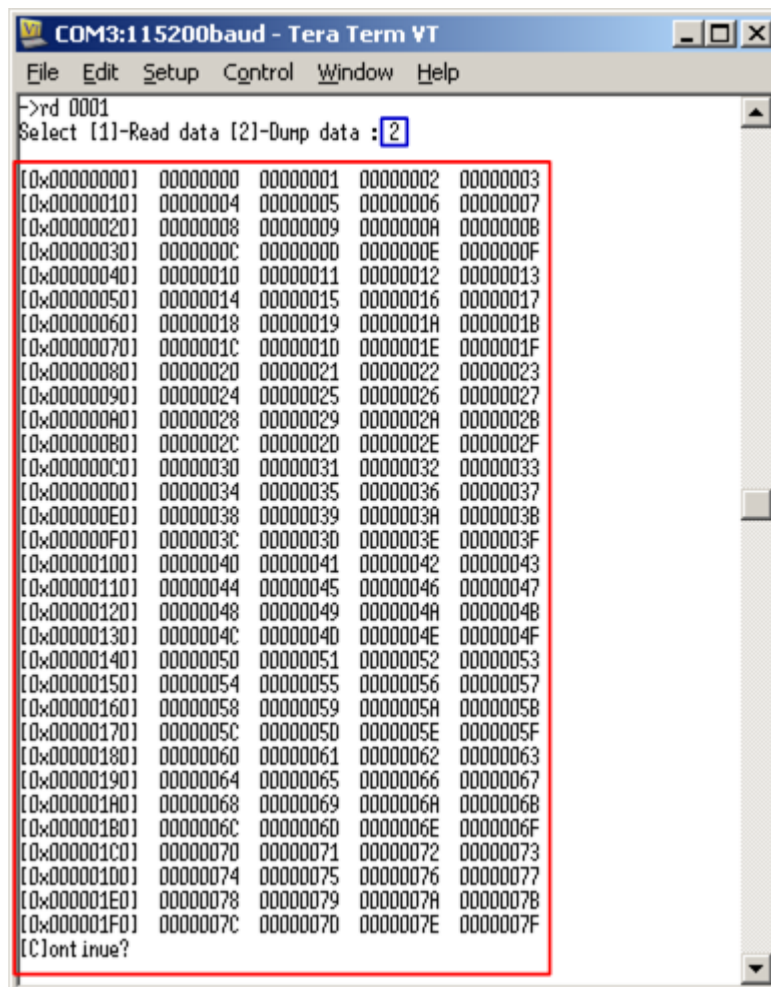 COM3:115200baud - Tera Term VT
File Edit Setup Control Window Help
->rd 0001
Select [1]-Read data [2]-Dump data : 2
[0x00000000] 00000000 00000001 00000002 00000003
[0x00000010] 00000004 00000005 00000006 00000007
[0x00000020] 00000008 00000009 0000000A 0000000B
[0x00000030] 0000000C 0000000D 0000000E 0000000F
[0x00000040] 00000010 00000011 00000012 00000013
[0x00000050] 00000014 00000015 00000016 00000017
[0x00000060] 00000018 00000019 0000001A 0000001B
[0x00000070] 0000001C 0000001D 0000001E 0000001F
[0x00000080] 00000020 00000021 00000022 00000023
[0x00000090] 00000024 00000025 00000026 00000027
[0x000000A0] 00000028 00000029 0000002A 0000002B
[0x000000B0] 0000002C 0000002D 0000002E 0000002F
[0x000000C0] 00000030 00000031 00000032 00000033
[0x000000D0] 00000034 00000035 00000036 00000037
[0x000000E0] 00000038 00000039 0000003A 0000003B
[0x000000F0] 0000003C 0000003D 0000003E 0000003F
[0x00000100] 00000040 00000041 00000042 00000043
[0x00000110] 00000044 00000045 00000046 00000047
[0x00000120] 00000048 00000049 0000004A 0000004B
[0x00000130] 0000004C 0000004D 0000004E 0000004F
[0x00000140] 00000050 00000051 00000052 00000053
[0x00000150] 00000054 00000055 00000056 00000057
[0x00000160] 00000058 00000059 0000005A 0000005B
[0x00000170] 0000005C 0000005D 0000005E 0000005F
[0x00000180] 00000060 00000061 00000062 00000063
[0x00000190] 00000064 00000065 00000066 00000067
[0x000001A0] 00000068 00000069 0000006A 0000006B
[0x000001B0] 0000006C 0000006D 0000006E 0000006F
[0x000001C0] 00000070 00000071 00000072 00000073
[0x000001D0] 00000074 00000075 00000076 00000077
[0x000001E0] 00000078 00000079 0000007A 0000007B
[0x000001F0] 0000007C 0000007D 0000007E 0000007F
[C]ontinue?